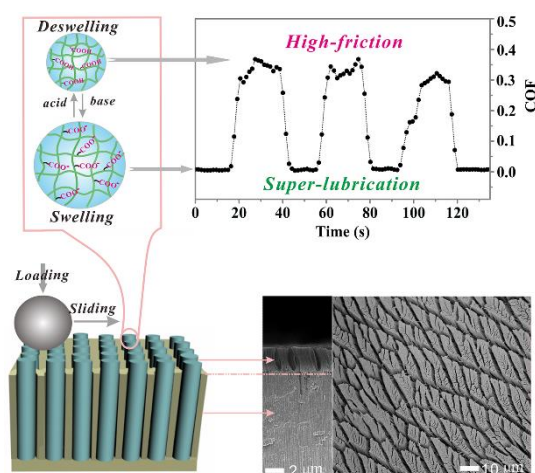 Deswelling
COOH
COOH
COOH
COOH
acid base
COO⁻
COO⁻
COO⁻
COO⁻
COO⁻
COO⁻
Swelling
High-friction
Super-lubrication
0.5
0.4
0.3
0.2
0.1
0.0
COF
0 20 40 60 80 100 120
Time (s)
Loading
Sliding
2 μm
10 μm